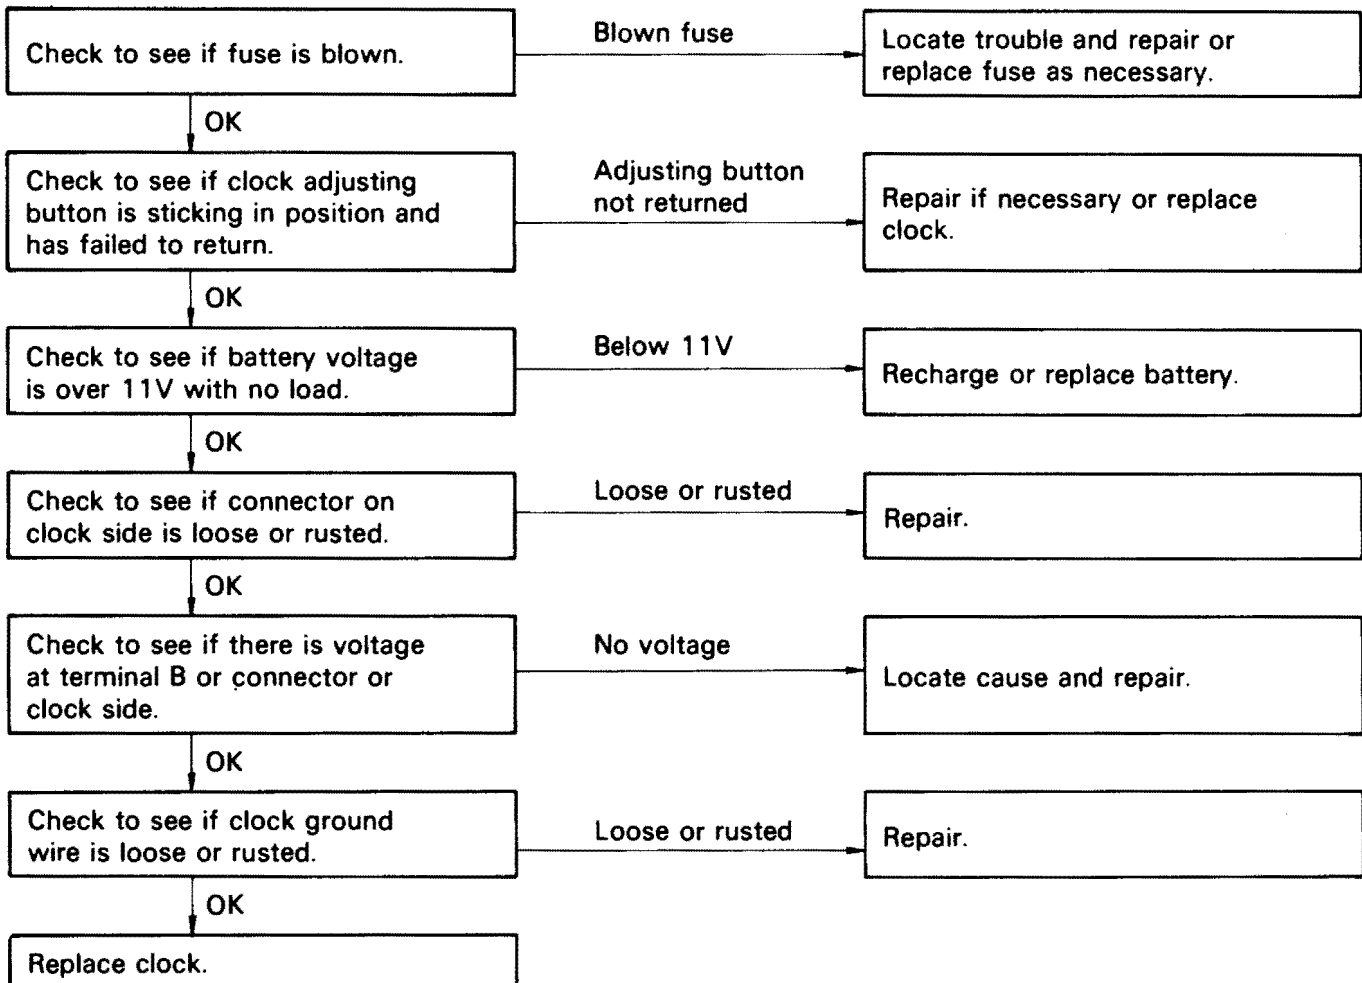 Check to see if fuse is blown.
Blown fuse
Locate trouble and repair or
replace fuse as necessary.
OK
Check to see if clock adjusting
button is sticking in position and
has failed to return.
Adjusting button
not returned
Repair if necessary or replace
clock.
OK
Check to see if battery voltage
is over 11V with no load.
Below 11V
Recharge or replace battery.
OK
Check to see if connector on
clock side is loose or rusted.
Loose or rusted
Repair.
OK
Check to see if there is voltage
at terminal B or connector or
clock side.
No voltage
Locate cause and repair.
OK
Check to see if clock ground
wire is loose or rusted.
Loose or rusted
Repair.
OK
Replace clock.